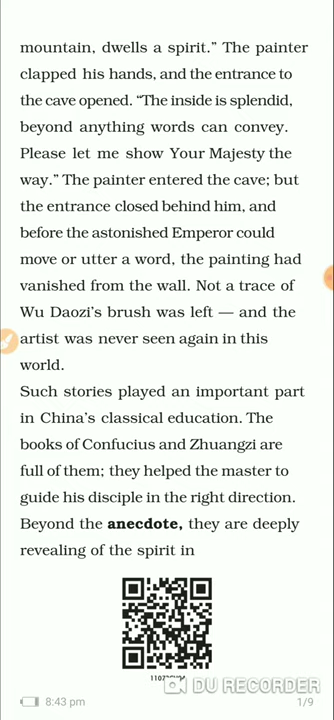 mountain, dwells a spirit.” The painter
clapped his hands, and the entrance to
the cave opened. “The inside is splendid,
beyond anything words can convey.
Please let me show Your Majesty the
way.” The painter entered the cave; but
the entrance closed behind him, and
before the astonished Emperor could
move or utter a word, the painting had
vanished from the wall. Not a trace of
Wu Daozi’s brush was left — and the
artist was never seen again in this
world.
Such stories played an important part
in China’s classical education. The
books of Confucius and Zhuangzi are
full of them; they helped the master to
guide his disciple in the right direction.
Beyond the anecdote, they are deeply
revealing of the spirit in
DU RECORDER
8:43 pm
1/9